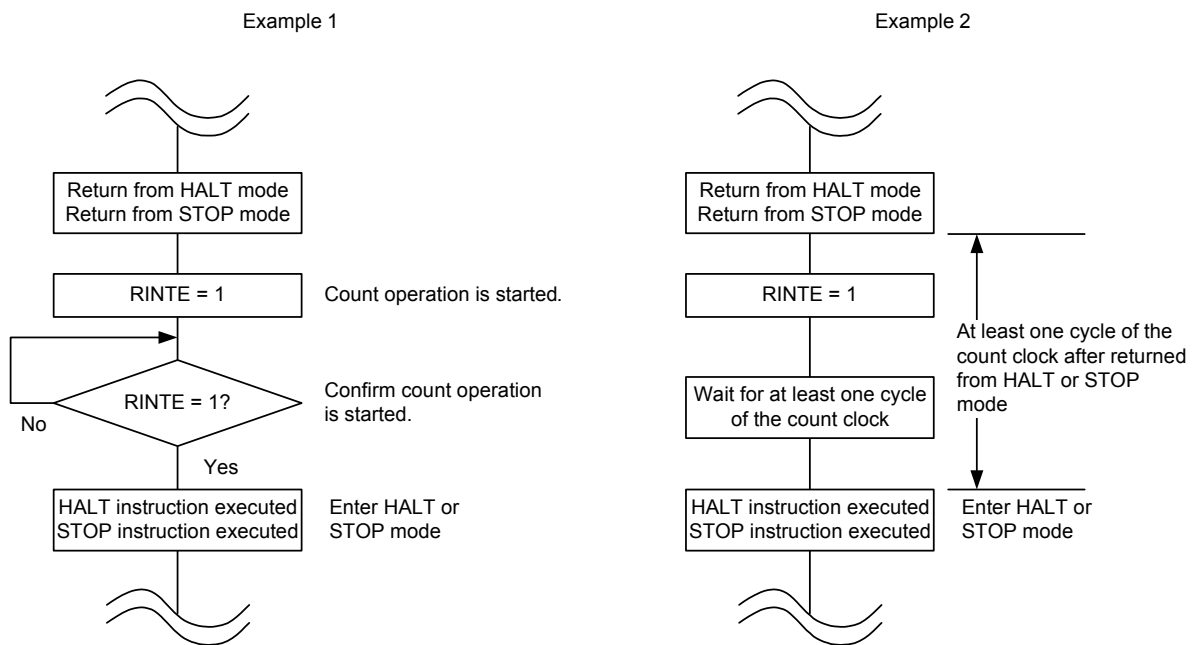 Example 1
Return from HALT mode
Return from STOP mode
RINTE = 1
Count operation is started.
RINTE = 1?
Confirm count operation
is started.
No
Yes
HALT instruction executed
STOP instruction executed
Enter HALT or
STOP mode
Example 2
Return from HALT mode
Return from STOP mode
RINTE = 1
At least one cycle of the
count clock after returned
from HALT or STOP
mode
Wait for at least one cycle
of the count clock
HALT instruction executed
STOP instruction executed
Enter HALT or
STOP mode